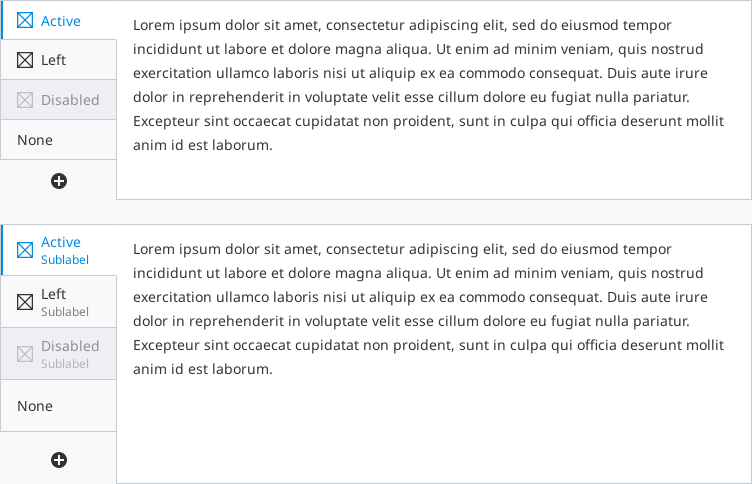 Active
Left
Disabled
None
Lorem ipsum dolor sit amet, consectetur adipiscing elit, sed do eiusmod tempor
incididunt ut labore et dolore magna aliqua. Ut enim ad minim veniam, quis nostrud
exercitation ullamco laboris nisi ut aliquip ex ea commodo consequat. Duis aute irure
dolor in reprehenderit in voluptate velit esse cillum dolore eu fugiat nulla pariatur.
Excepteur sint occaecat cupidatat non proident, sunt in culpa qui officia deserunt mollit
anim id est laborum.
Active
Sublabel
Left
Sublabel
Disabled
Sublabel
None
Lorem ipsum dolor sit amet, consectetur adipiscing elit, sed do eiusmod tempor
incididunt ut labore et dolore magna aliqua. Ut enim ad minim veniam, quis nostrud
exercitation ullamco laboris nisi ut aliquip ex ea commodo consequat. Duis aute irure
dolor in reprehenderit in voluptate velit esse cillum dolore eu fugiat nulla pariatur.
Excepteur sint occaecat cupidatat non proident, sunt in culpa qui officia deserunt mollit
anim id est laborum.